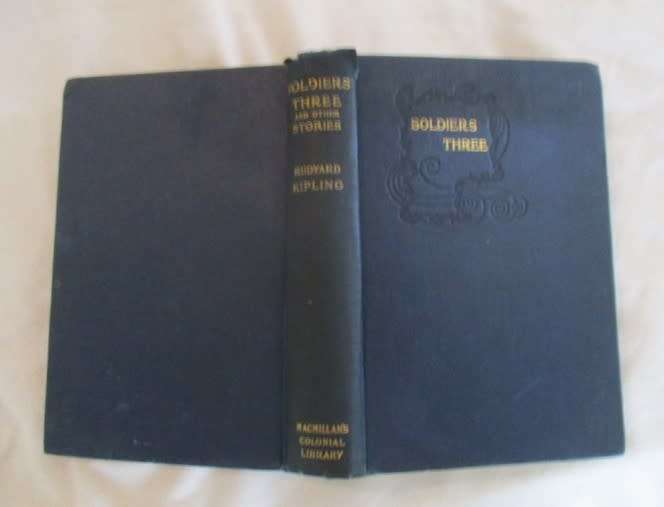 SOLDIERS
THREE
AND OTHER
STORIES
RUDYARD
KIPLING
MACMILLAN'S
COLONIAL
LIBRARY
SOLDIERS
THREE